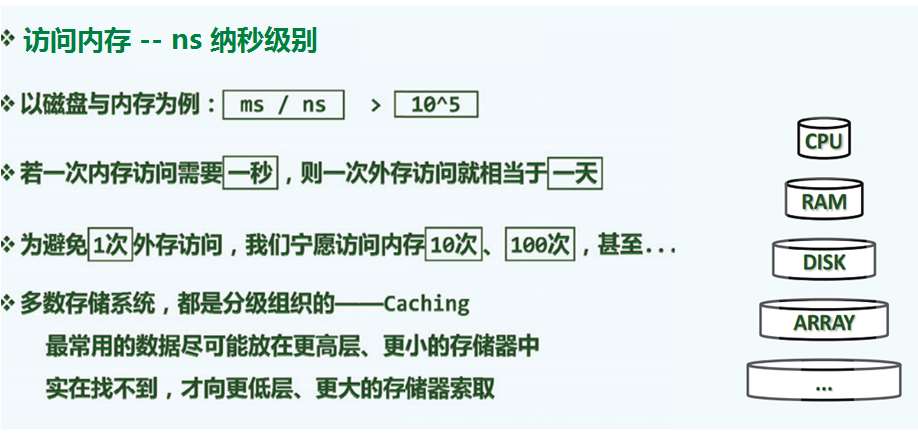 访问内存 -- ns 纳秒级别
以磁盘与内存为例： ms / ns > 10^5
若一次内存访问需要一秒，则一次外存访问就相当于一天
为避免1次外存访问，我们宁愿访问内存10次、100次，甚至...
多数存储系统，都是分级组织的——Caching
最常用的数据尽可能放在更高层、更小的存储器中
实在找不到，才向更低层、更大的存储器索取
CPU
RAM
DISK
ARRAY
...